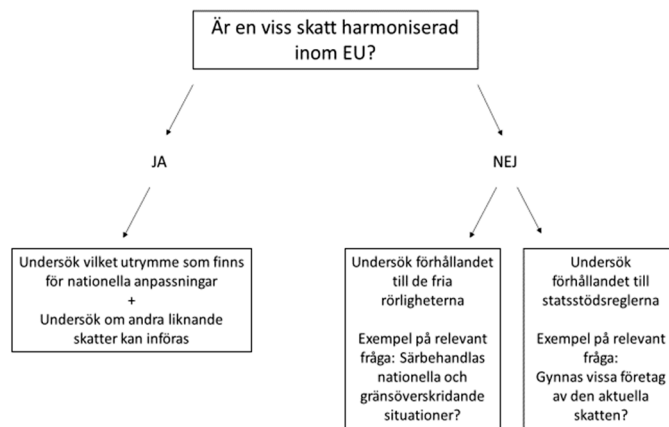 Är en viss skatt harmoniserad
inom EU?
JA
NEJ
Undersök vilket utrymme som finns
för nationella anpassningar
+
Undersök om andra liknande
skatter kan införas
Undersök förhållandet
till de fria
rörligheterna
Exempel på relevant
fråga: Särbehandlas
nationella och
gränsöverskridande
situationer?
Undersök
förhållandet till
statsstödsreglerna
Exempel på relevant
fråga:
Gynnas vissa företag
av den aktuella
skatten?